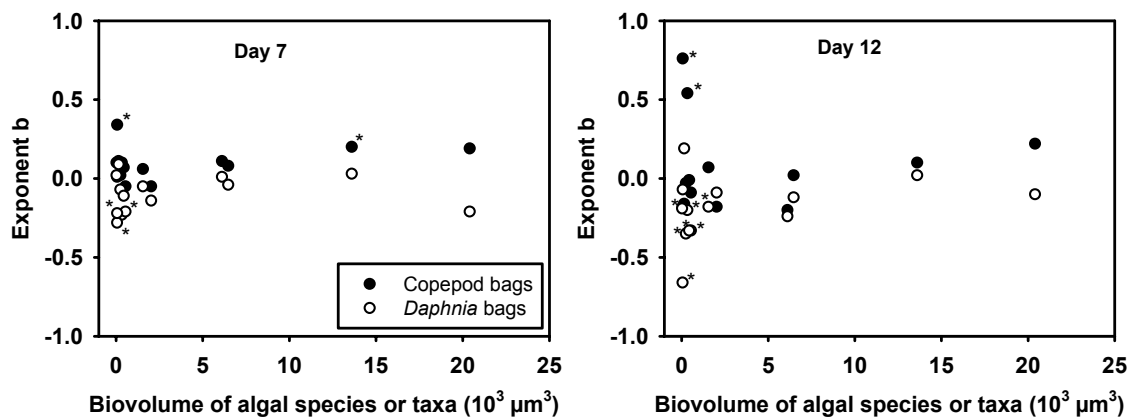 1.0
0.5
0.0
-0.5
-1.0
Exponent b
Day 7
*
*
*
*
*
Copepod bags
Daphnia bags
0 5 10 15 20 25
Biovolume of algal species or taxa (10³ µm³)
1.0
0.5
0.0
-0.5
-1.0
Exponent b
Day 12
*
*
*
*
*
*
*
*
*
0 5 10 15 20 25
Biovolume of algal species or taxa (10³ µm³)